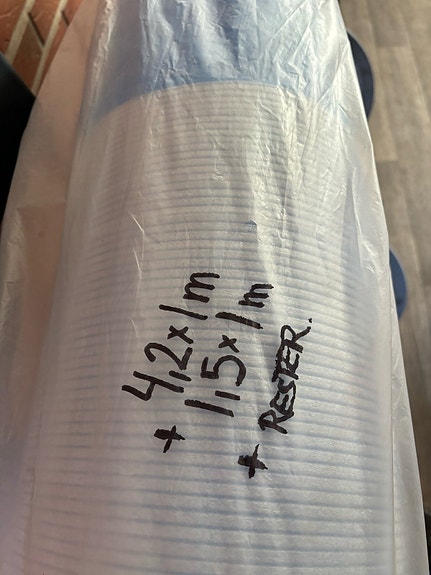 4,2x1m
+ 1,5x1m
+ RESTER.